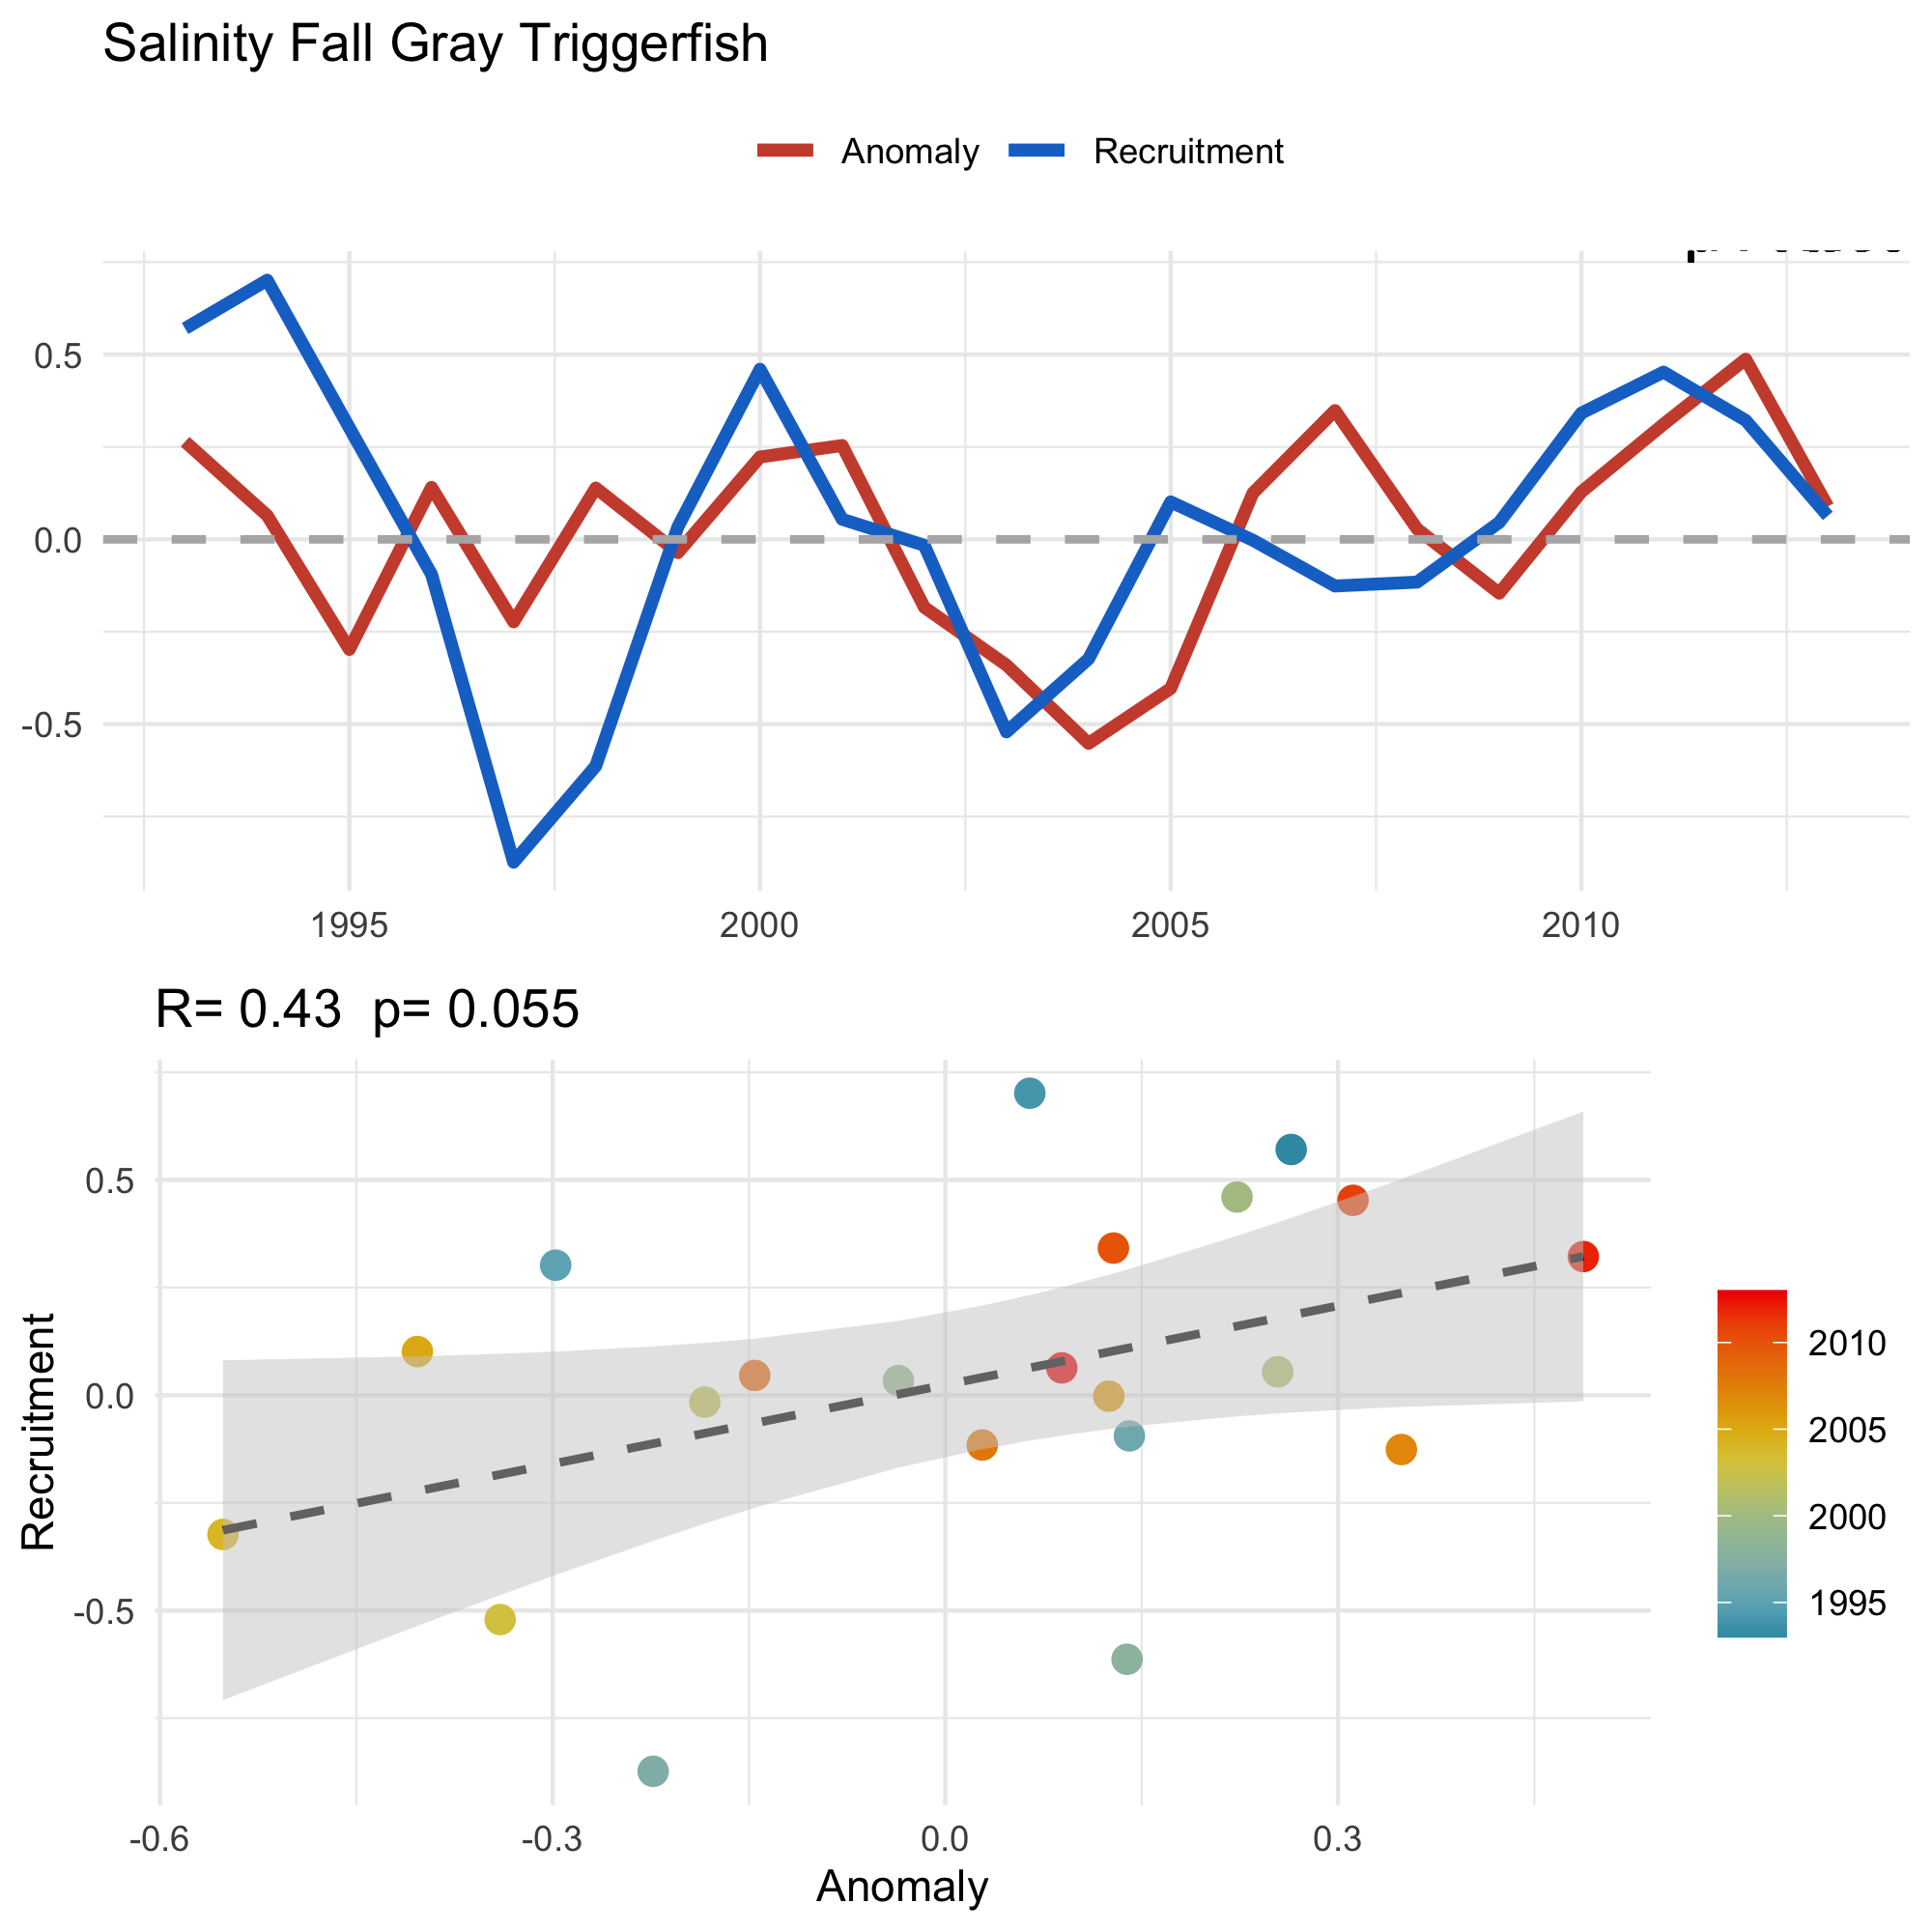 Salinity Fall Gray Triggerfish
Anomaly Recruitment
0.5
0.0
-0.5
1995 2000 2005 2010
R= 0.43 p= 0.055
Recruitment
0.5
0.0
-0.5
-0.6 -0.3 0.0 0.3
Anomaly
2010
2005
2000
1995